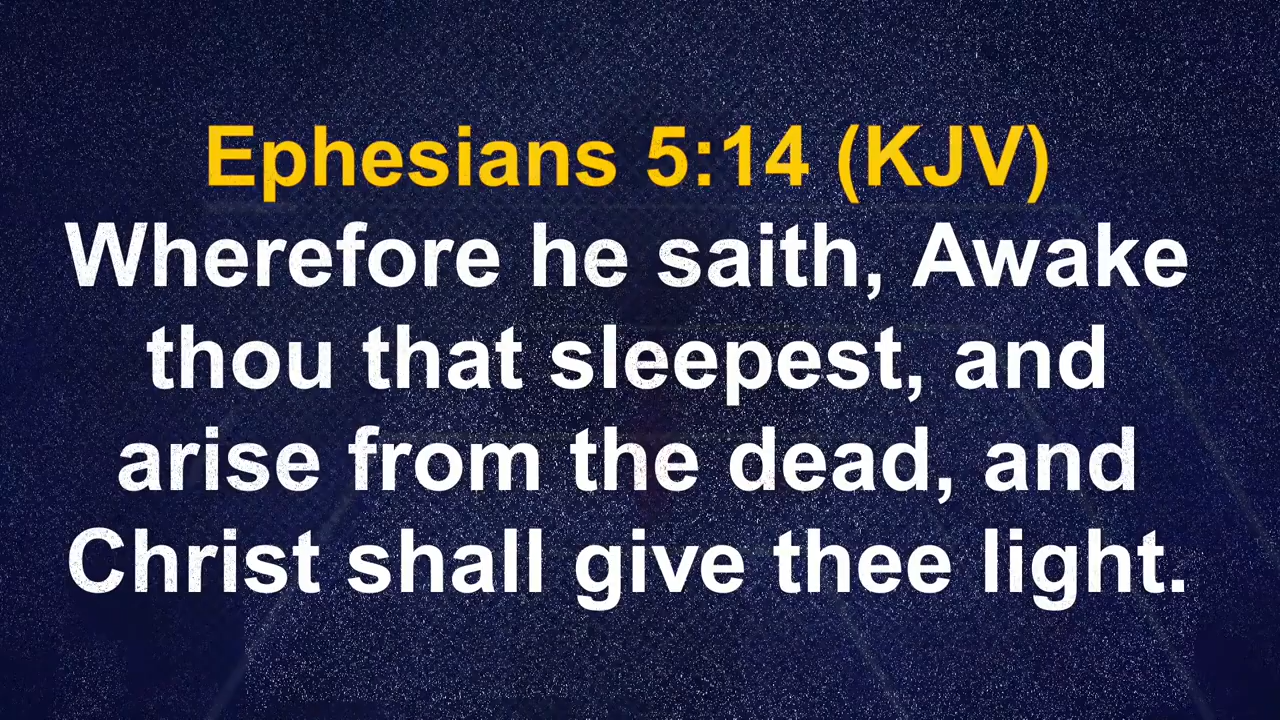 Ephesians 5:14 (KJV)
Wherefore he saith, Awake
thou that sleepest, and
arise from the dead, and
Christ shall give thee light.